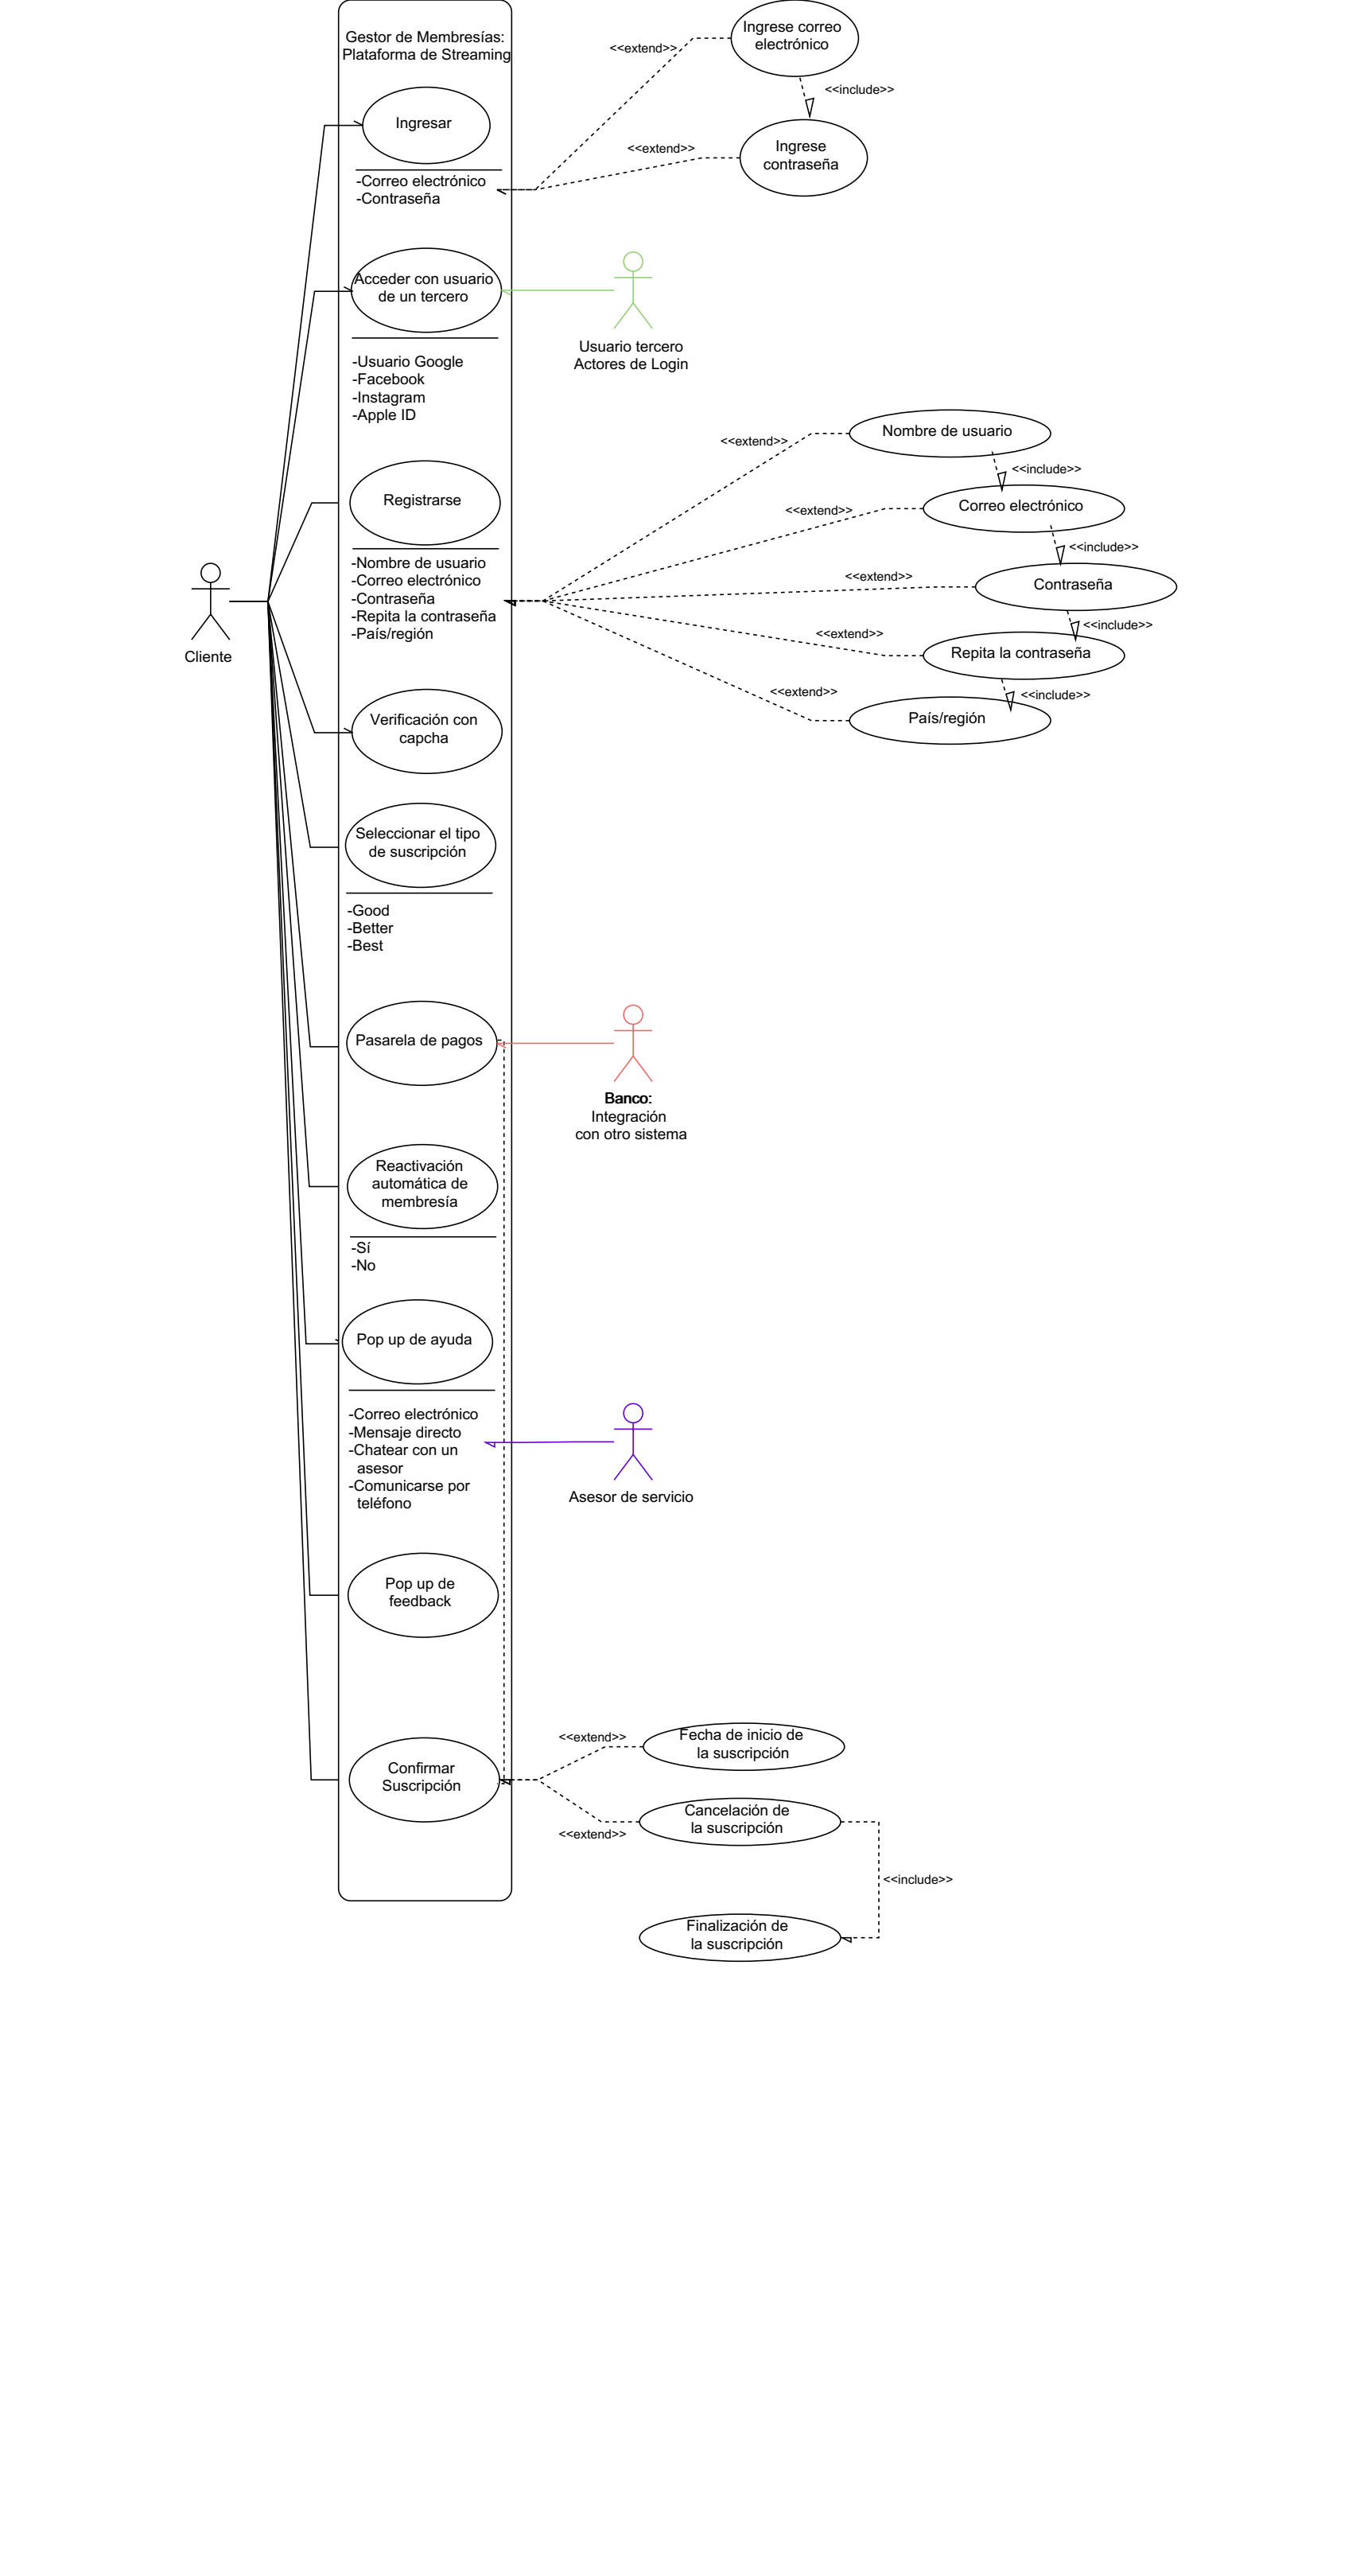 Gestor de Membresías:
Plataforma de Streaming
Ingresar
-Correo electrónico
-Contraseña
<<extend>>
Ingrese correo
electrónico
<<include>>
<<extend>>
Ingrese
contraseña
Acceder con usuario
de un tercero
-Usuario Google
-Facebook
-Instagram
-Apple ID
Usuario tercero
Actores de Login
Registrarse
-Nombre de usuario
-Correo electrónico
-Contraseña
-Repita la contraseña
-País/región
<<extend>>
Nombre de usuario
<<include>>
<<extend>>
Correo electrónico
<<include>>
<<extend>>
Contraseña
<<include>>
<<extend>>
Repita la contraseña
<<include>>
<<extend>>
País/región
Cliente
Verificación con
capcha
Seleccionar el tipo
de suscripción
-Good
-Better
-Best
Pasarela de pagos
Banco:
Integración
con otro sistema
Reactivación
automática de
membresía
-Sí
-No
Pop up de ayuda
-Correo electrónico
-Mensaje directo
-Chatear con un
asesor
-Comunicarse por
teléfono
Asesor de servicio
Pop up de
feedback
Confirmar
Suscripción
<<extend>>
Fecha de inicio de
la suscripción
<<extend>>
Cancelación de
la suscripción
<<include>>
Finalización de
la suscripción